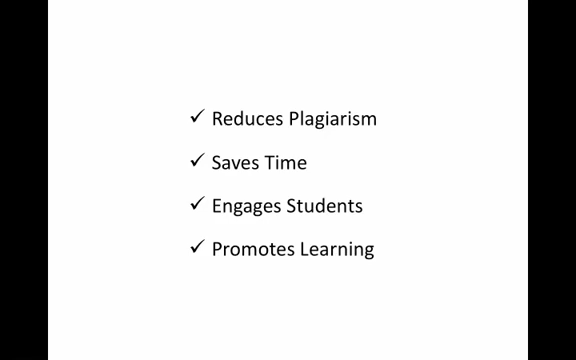 ✓ Reduces Plagiarism
✓ Saves Time
✓ Engages Students
✓ Promotes Learning